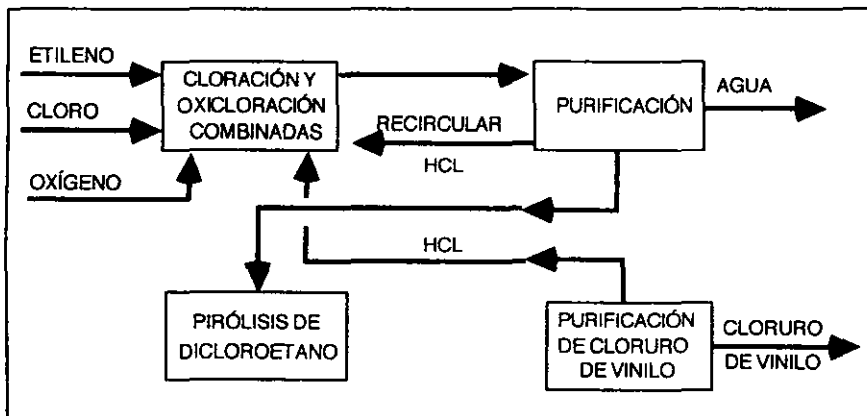 ETILENO
CLORO
OXÍGENO
CLORACIÓN Y
OXICLORACIÓN
COMBINADAS
RECIRCULAR
HCL
PURIFICACIÓN
AGUA
HCL
PIRÓLISIS DE
DICLOROETANO
PURIFICACIÓN
DE CLORURO
DE VINILO
CLORURO
DE VINILO